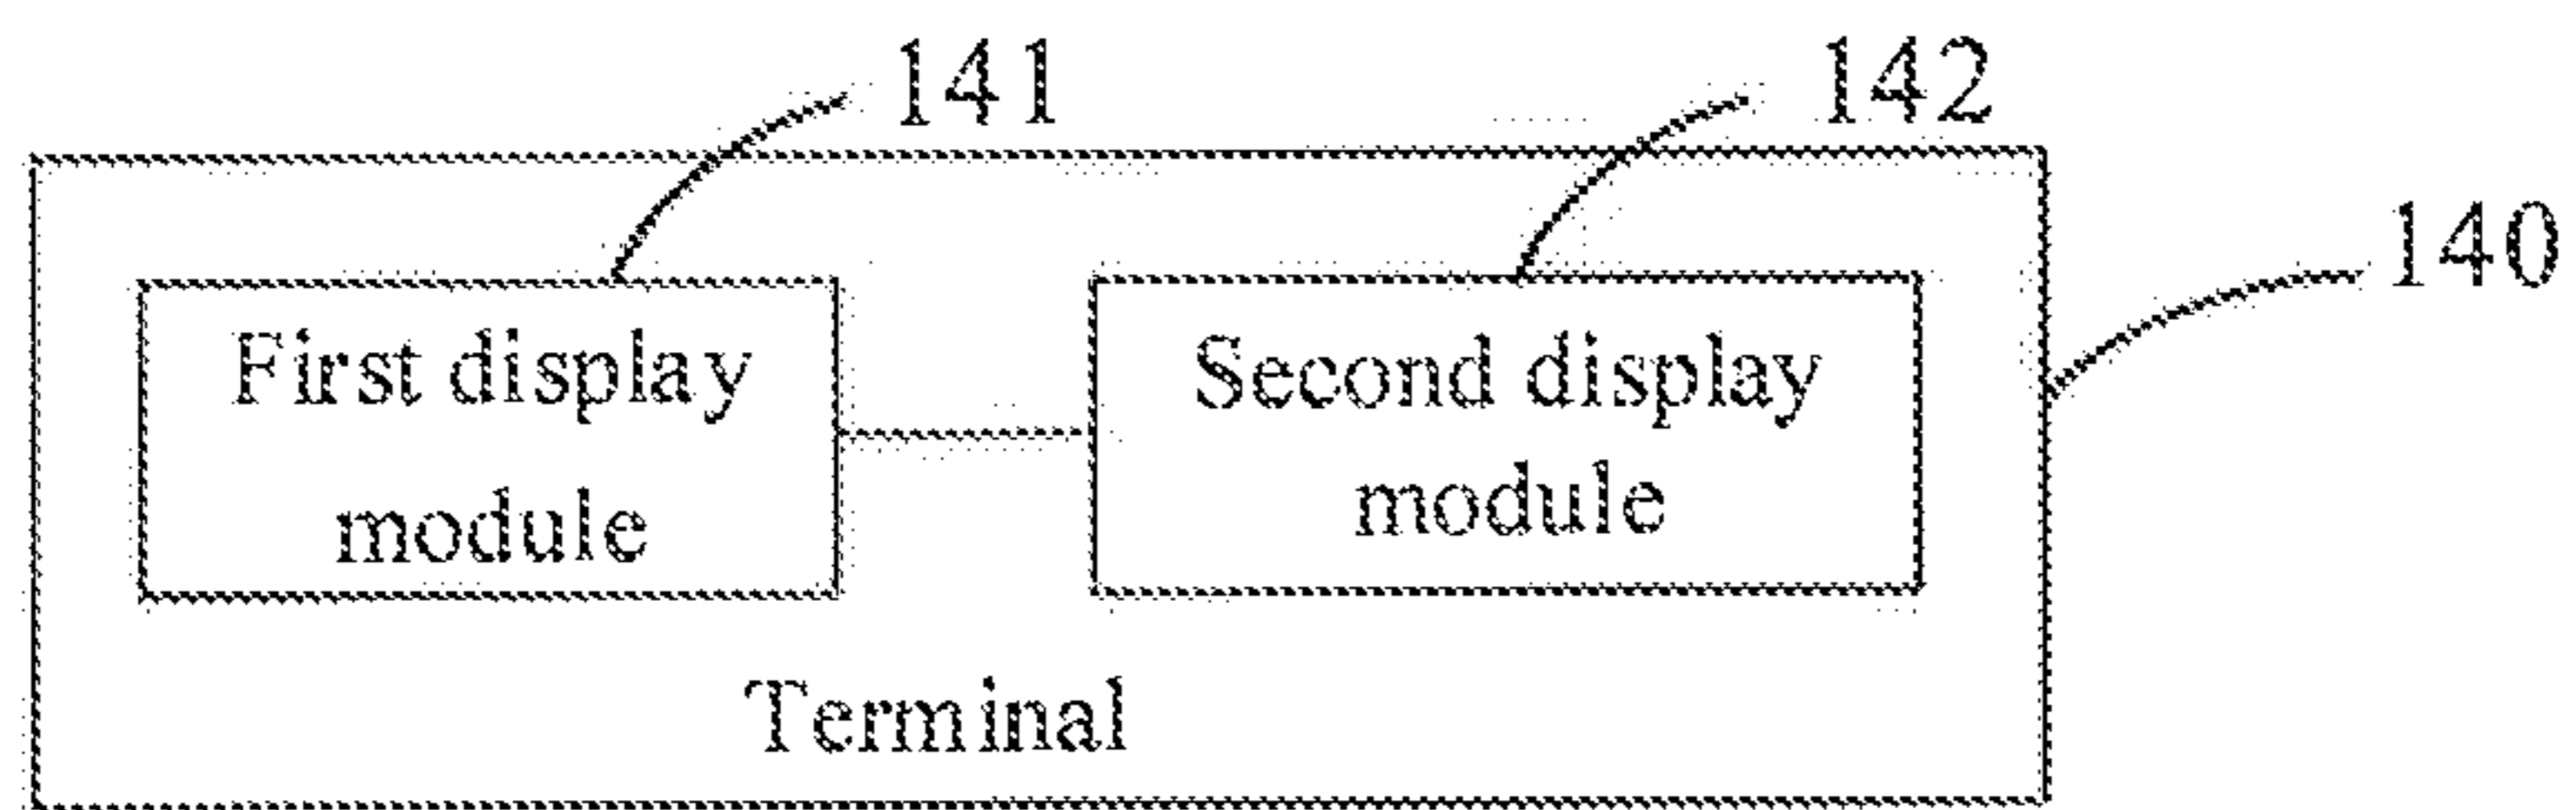 141
142
140
First display
module
Second display
module
Terminal